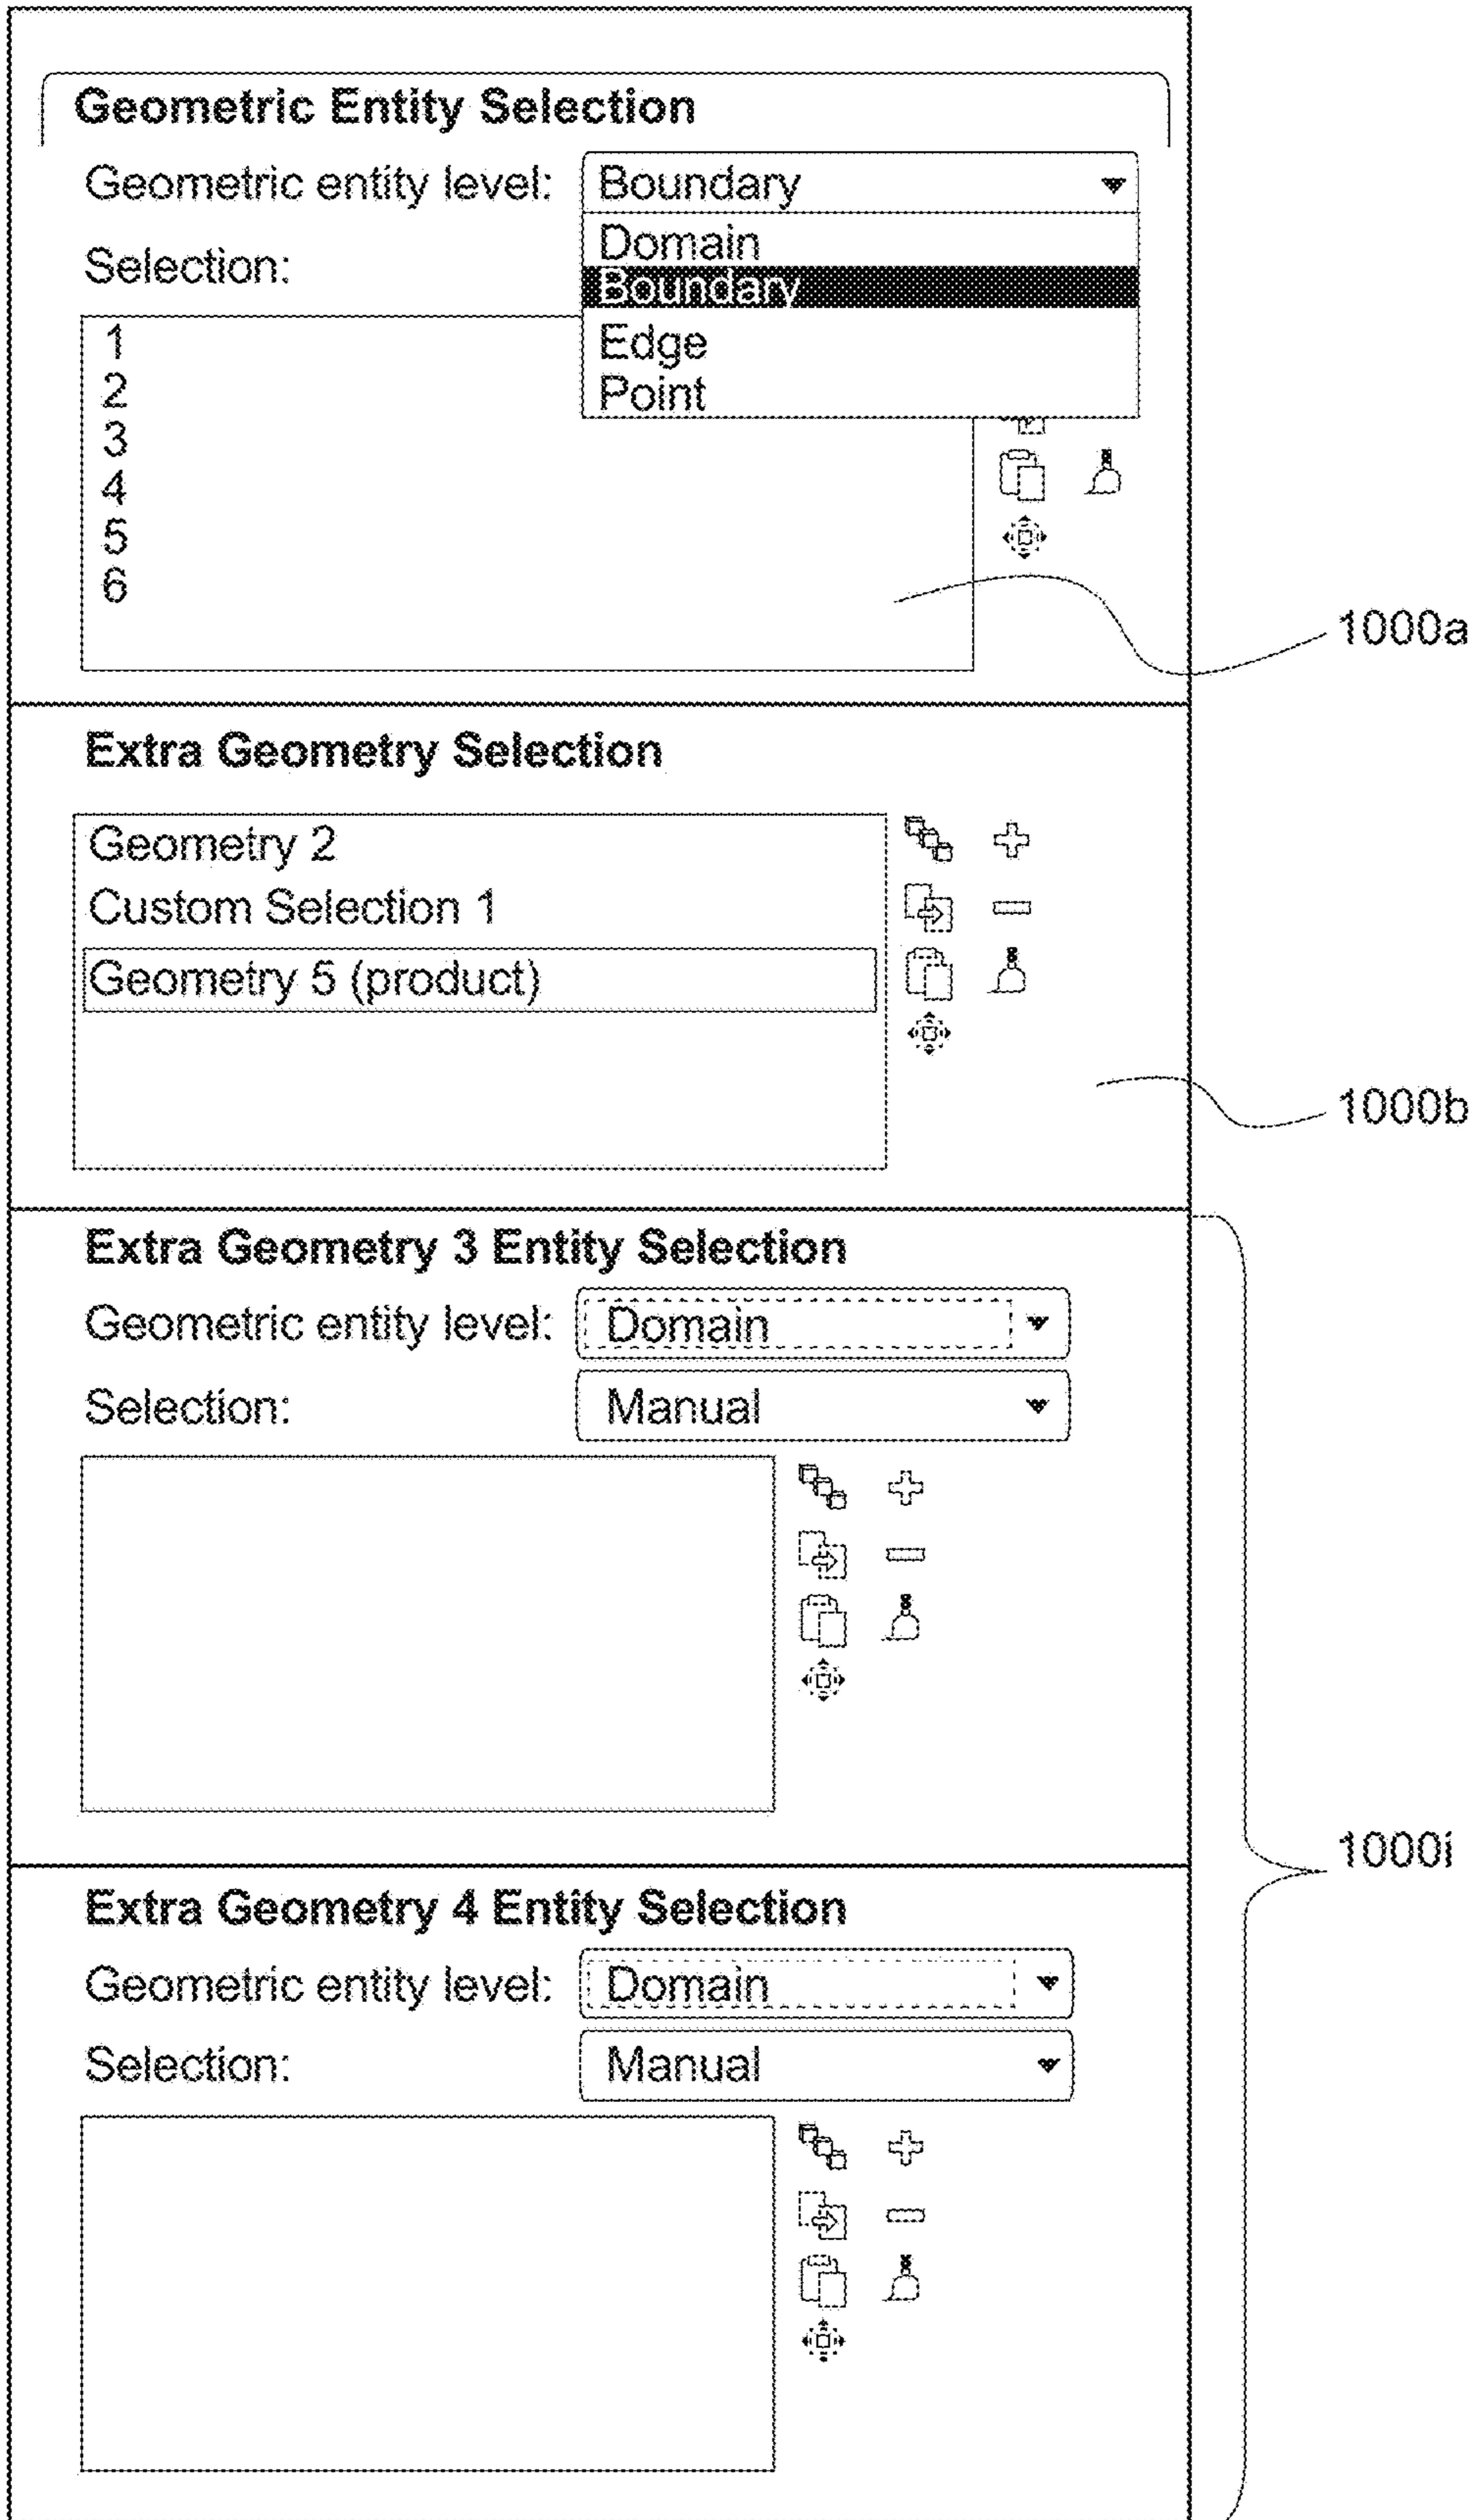 Geometric Entity Selection
Geometric entity level: Boundary
Domain
Selection:
Boundary
1
Edge
2
Point
3
4
5
6
1000a
Extra Geometry Selection
Geometry 2
Custom Selection 1
Geometry 5 (product)
1000b
Extra Geometry 3 Entity Selection
Geometric entity level: Domain
Selection: Manual
1000i
Extra Geometry 4 Entity Selection
Geometric entity level: Domain
Selection: Manual